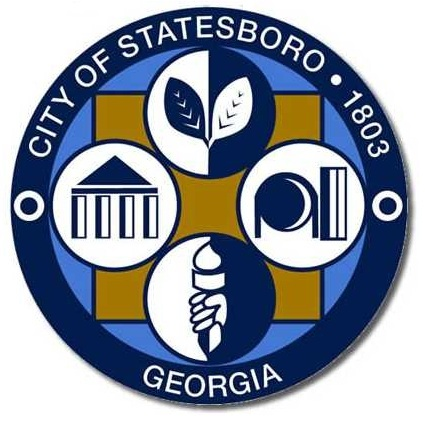 CITY OF STATESBORO • 1803
GEORGIA